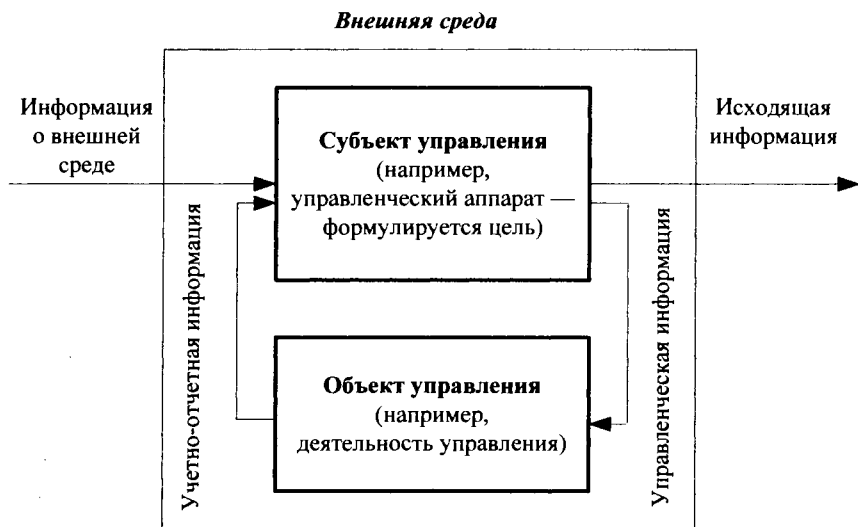 Внешняя среда
Информация
о внешней
среде
Субъект управления
(например,
управленческий аппарат —
формулируется цель)
Исходящая
информация
Учетно-отчетная информация
Управленческая информация
Объект управления
(например,
деятельность управления)